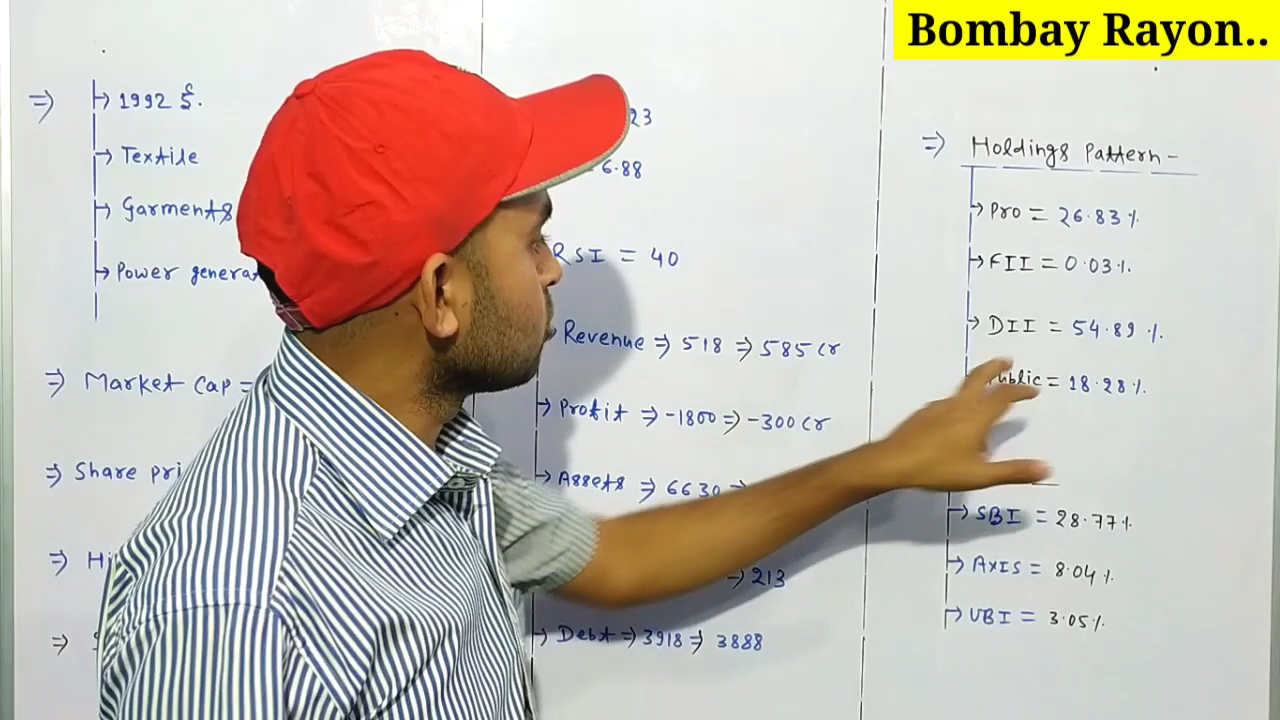 Bombay Rayon..
=> 1992 ई.
Textile
Garments
Power genera
=> Market Cap =
=> Share pri
=> Hi
=> S
23
6.88
RSI = 40
Revenue => 518 => 585 Cr
Profit => -1800 => -300 Cr
Assets => 6630 =>
=> 213
Debt => 3918 => 3888
=> Holdings Pattern -
Pro = 26.83%
FII = 0.03%
DII = 54.89%
Public = 18.28%
SBI = 28.77%
AXIS = 8.04%
UBI = 3.05%